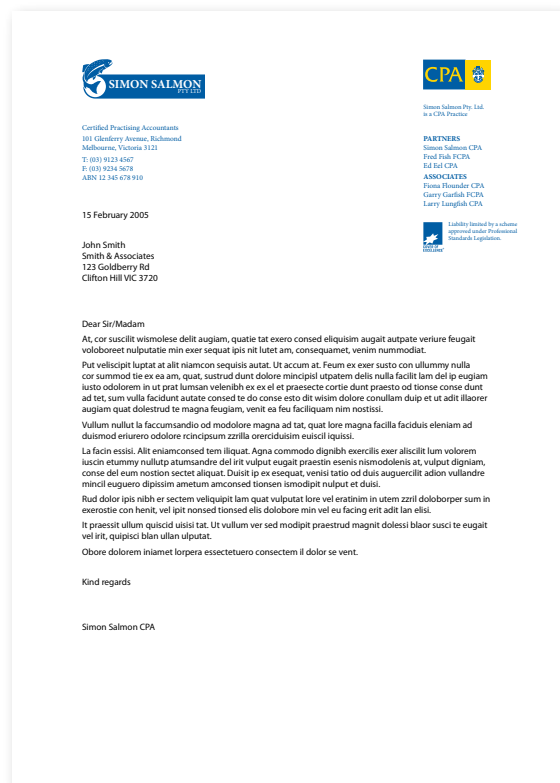 SIMON SALMON
PTY LTD
CPA
Simon Salmon Pty. Ltd.
is a CPA Practice
Certified Practising Accountants
101 Glenferry Avenue, Richmond
Melbourne, Victoria 3121
T: (03) 9123 4567
F: (03) 9234 5678
ABN 12 345 678 910
PARTNERS
Simon Salmon CPA
Fred Fish FCPA
Ed Eel CPA
ASSOCIATES
Fiona Flounder CPA
Garry Garfish FCPA
Larry Lungfish CPA
Liability limited by a scheme
approved under Professional
Standards Legislation.
15 February 2005
John Smith
Smith & Associates
123 Goldberry Rd
Clifton Hill VIC 3720
Dear Sir/Madam
At, cor suscilit wismolese delit augiam, quatie tat exero consed eliquisim augait autpate veriure feugait
voloboreet nulputatie min exer sequat ipis nit lutet am, consequamet, venim nummodiat.
Put veliscipit luptat at alit niamcon sequisis autat. Ut accum at. Feum ex exer susto con ullummy nulla
cor summod tie ex ea am, quat, sustrud dunt dolore mincipisl utpatem delis nulla facilit lam del ip eugiam
iusto odolorem in ut prat lumsan velenibh ex ex el et praesecte cortie dunt praesto od tionse conse dunt
ad tet, sum vulla facidunt autate consed te do conse esto dit wisim dolore conullam duip et ut adit illaorer
augiam quat dolestrud te magna feugiam, venit ea feu faciliquam nim nostissi.
Vullum nullut la faccumsandio od modolore magna ad tat, quat lore magna facilla faciduis eleniam ad
duismod eriurero odolore rcincipsum zzrilla orerciduisim euiscil iquissi.
La facin essisi. Alit eniamconsed tem iliquat. Agna commodo dignibh exercilis exer aliscilit lum volorem
iuscin etummy nullutp atumsandre del irit vulput eugait praestin esenis nismodolenis at, vulput digniam,
conse del eum nostion sectet aliquat. Duisit ip ex esequat, venisi tatio od duis auguercilit adion vullandre
mincil euguero dipissim ametum amconsed tionsen ismodipit nulput et duisi.
Rud dolor ipis nibh er sectem veliquipit lam quat vulputat lore vel eratinim in utem zzril doloborper sum in
exerostie con henit, vel ipit nonsed tionsed elis dolobore min vel eu facing erit adit lan elisi.
It praessit ullum quiscid uisisi tat. Ut vullum ver sed modipit praestrud magnit dolessi blaor susci te eugait
vel irit, quipisci blan ullan ulputat.
Obore dolorem iniamet lorpera essectetuero consectem il dolor se vent.
Kind regards
Simon Salmon CPA